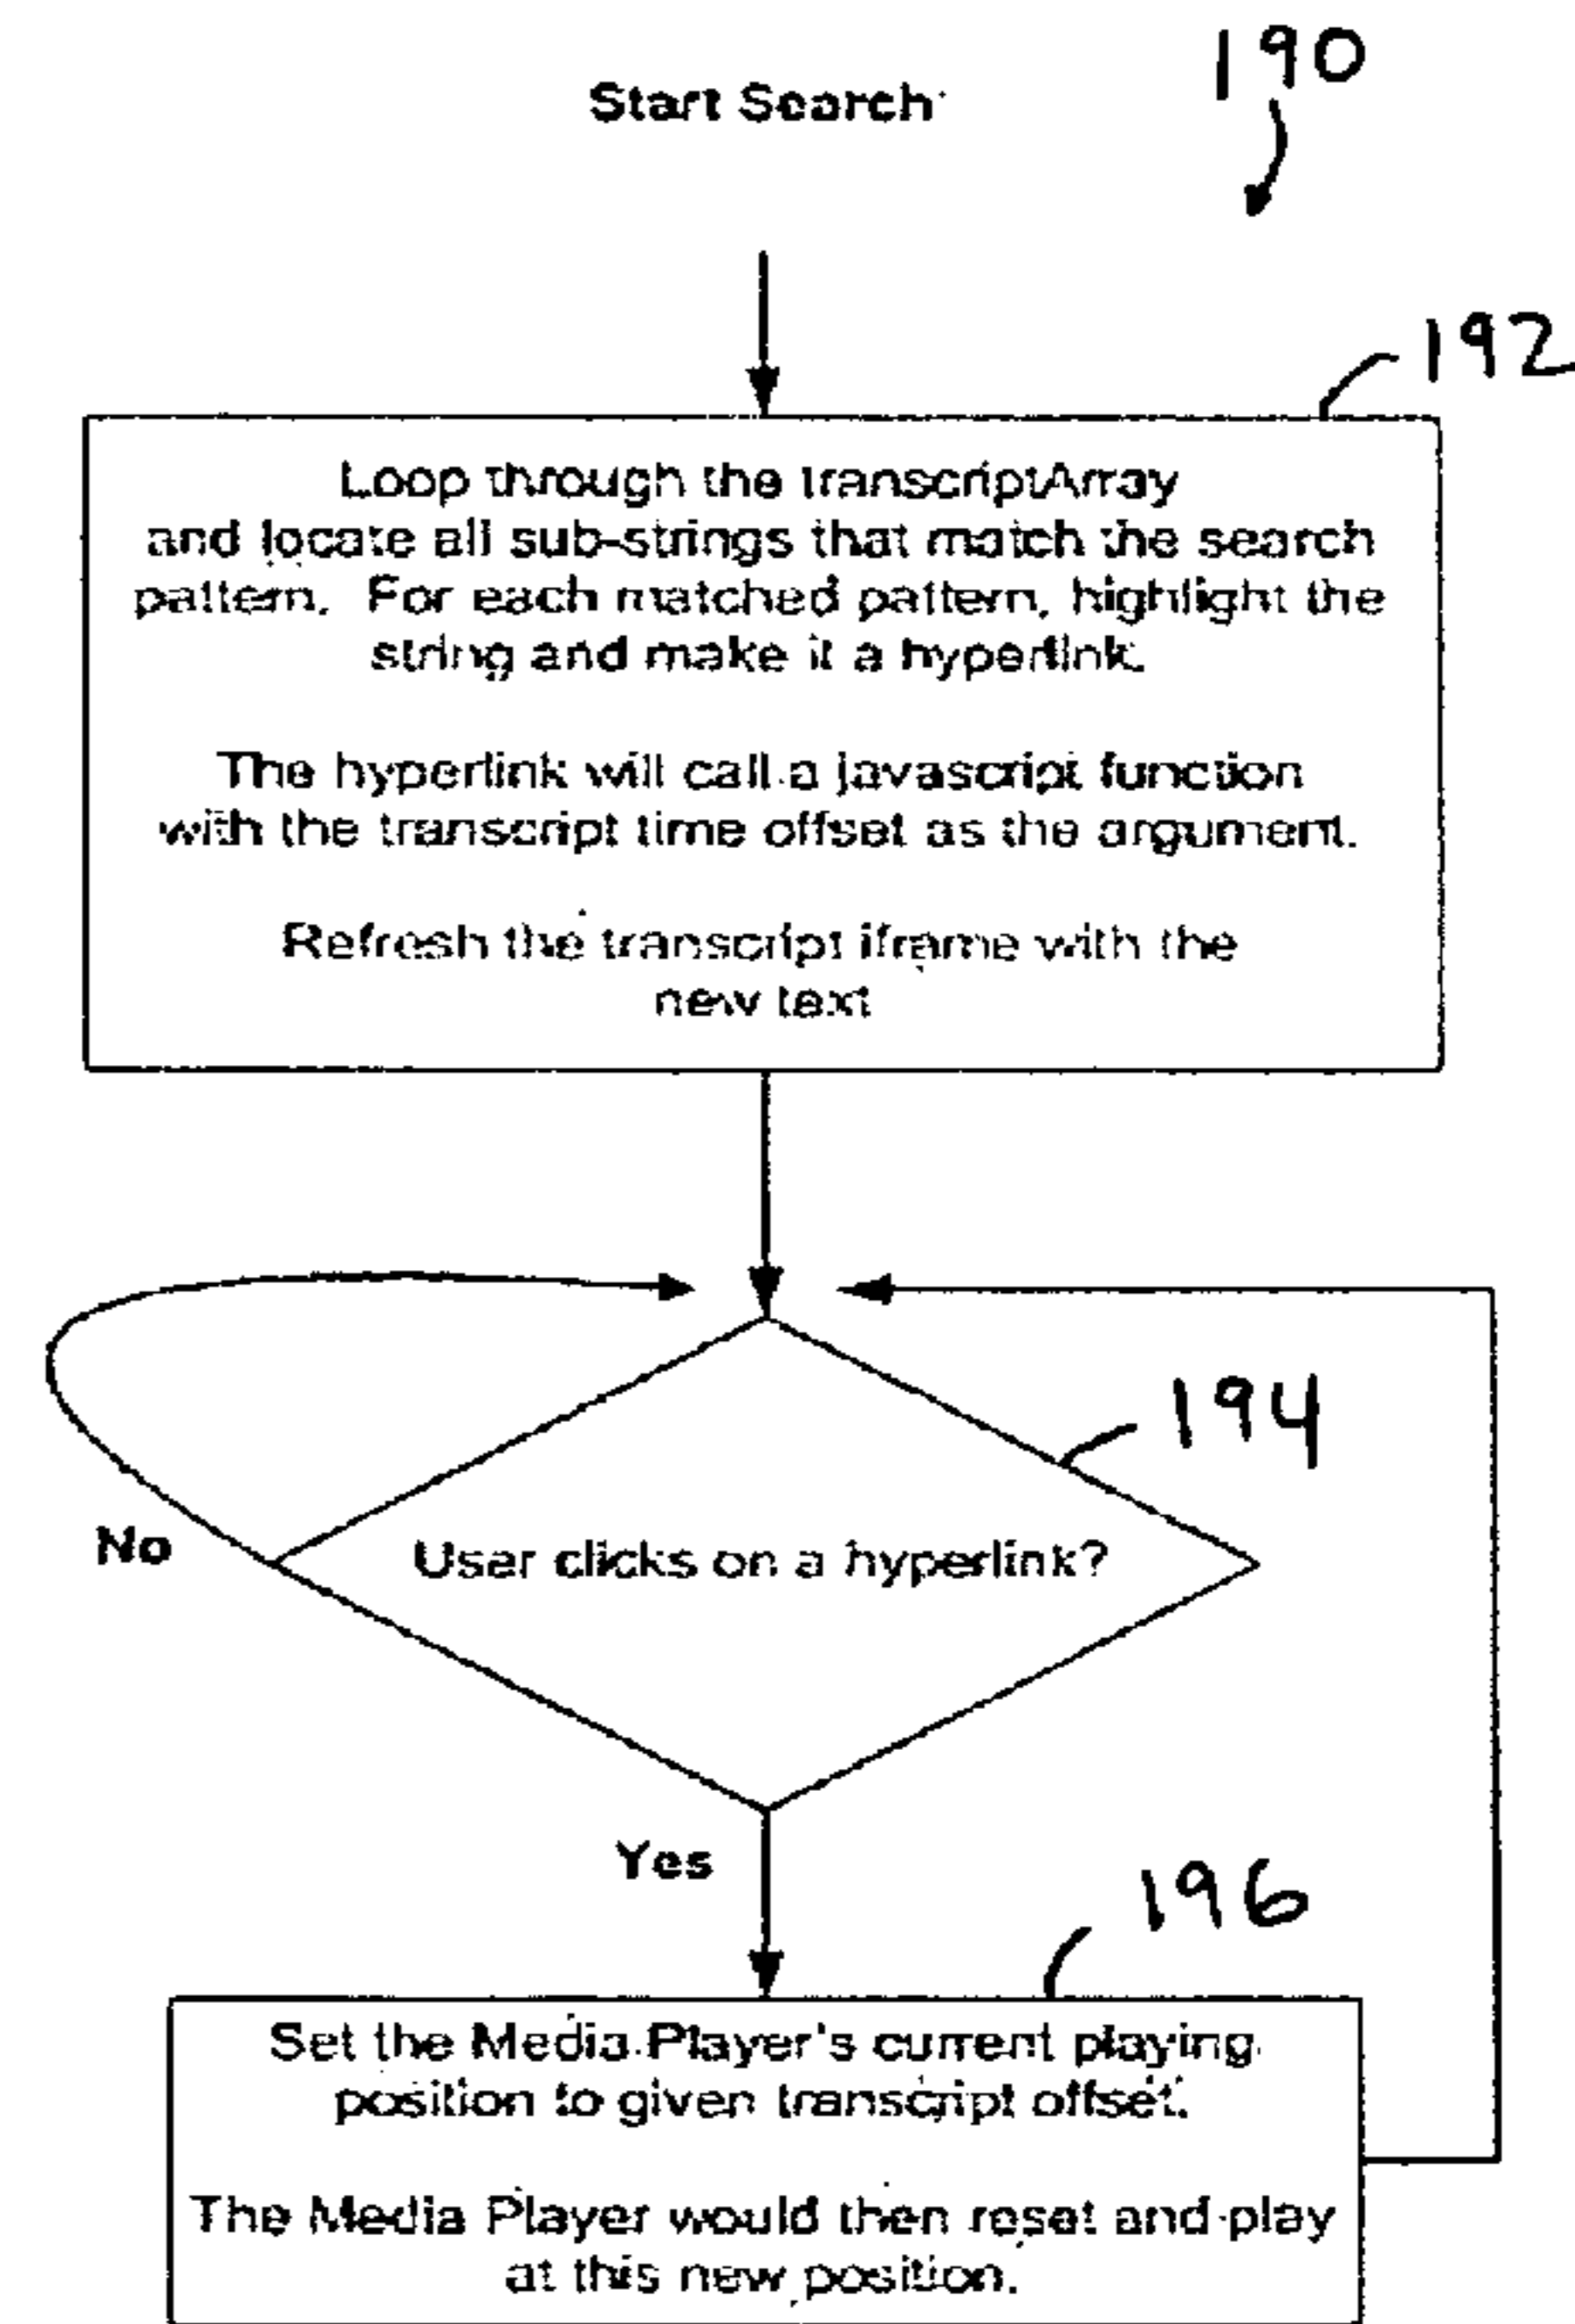 Start Search
190
192
Loop through the transcriptArray
and locate all sub-strings that match the search
pattern. For each matched pattern, highlight the
string and make it a hyperlink.
The hyperlink will call a javascript function
with the transcript time offset as the argument.
Refresh the transcript iframe with the
new text
194
No
User clicks on a hyperlink?
Yes
196
Set the Media Player's current playing
position to given transcript offset.
The Media Player would then reset and play
at this new position.